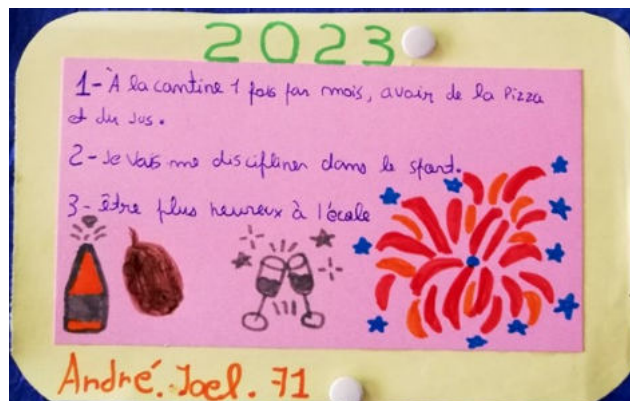 2023
1-À la cantine 1 fois par mois, avoir de la Pizza
et du Jus.
2-Je vais me discipliner dans le sport.
3-être plus heureux à l'école
André. Joel. 71